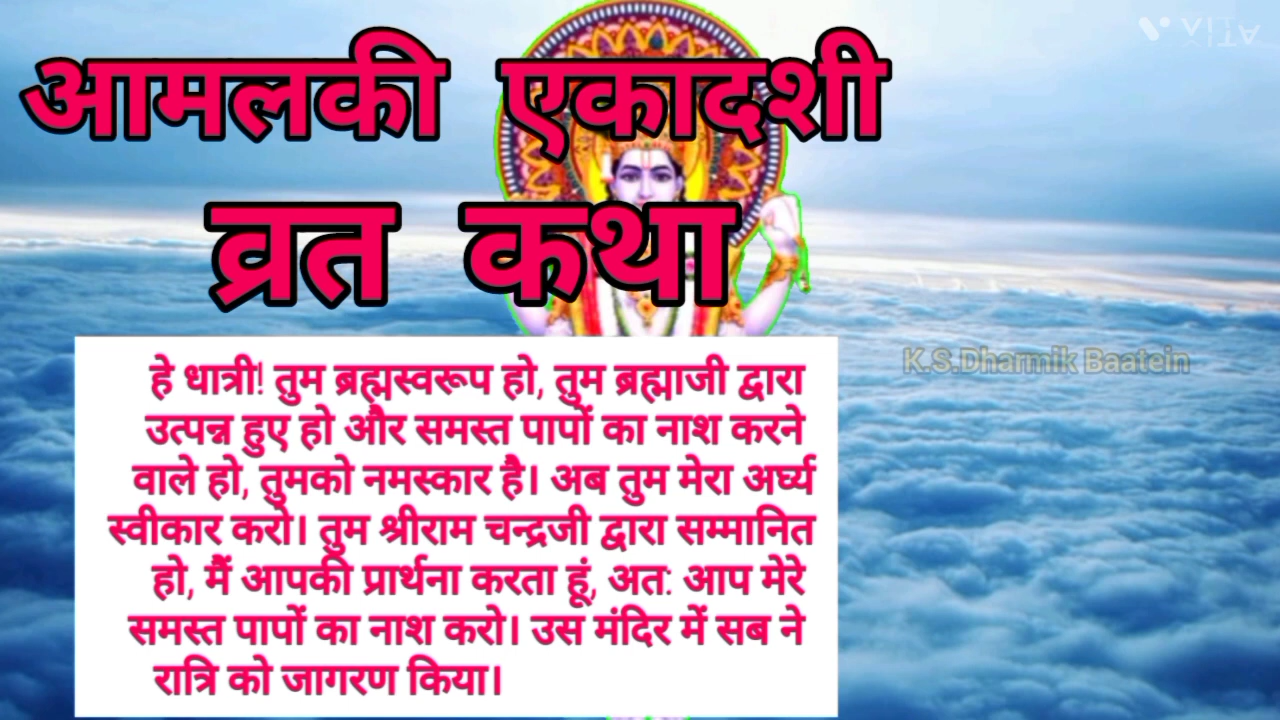 आमलकी एकादशी
व्रत कथा
हे धात्री! तुम ब्रह्मस्वरूप हो, तुम ब्रह्माजी द्वारा
उत्पन्न हुए हो और समस्त पापों का नाश करने
वाले हो, तुमको नमस्कार है। अब तुम मेरा अर्घ्य
स्वीकार करो। तुम श्रीराम चन्द्रजी द्वारा सम्मानित
हो, मैं आपकी प्रार्थना करता हूं, अत: आप मेरे
समस्त पापों का नाश करो। उस मंदिर में सब ने
रात्रि को जागरण किया।
K.S.Dharmik Baatein
VITA